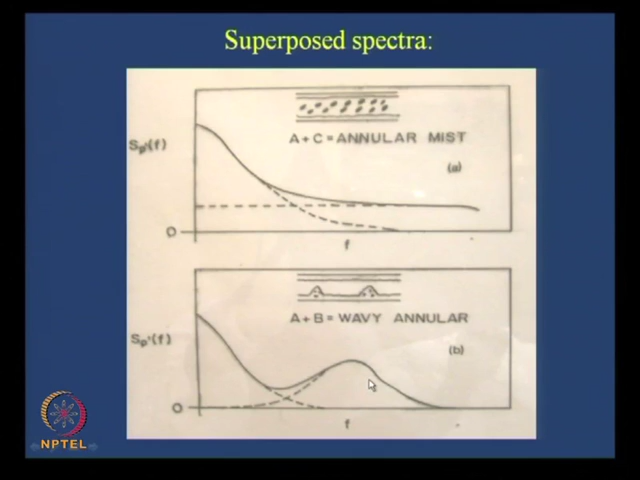 Superposed spectra:
A + C = ANNULAR MIST
Sp'(f)
(a)
O
f
A + B = WAVY ANNULAR
Sp'(f)
(b)
O
f
NPTEL